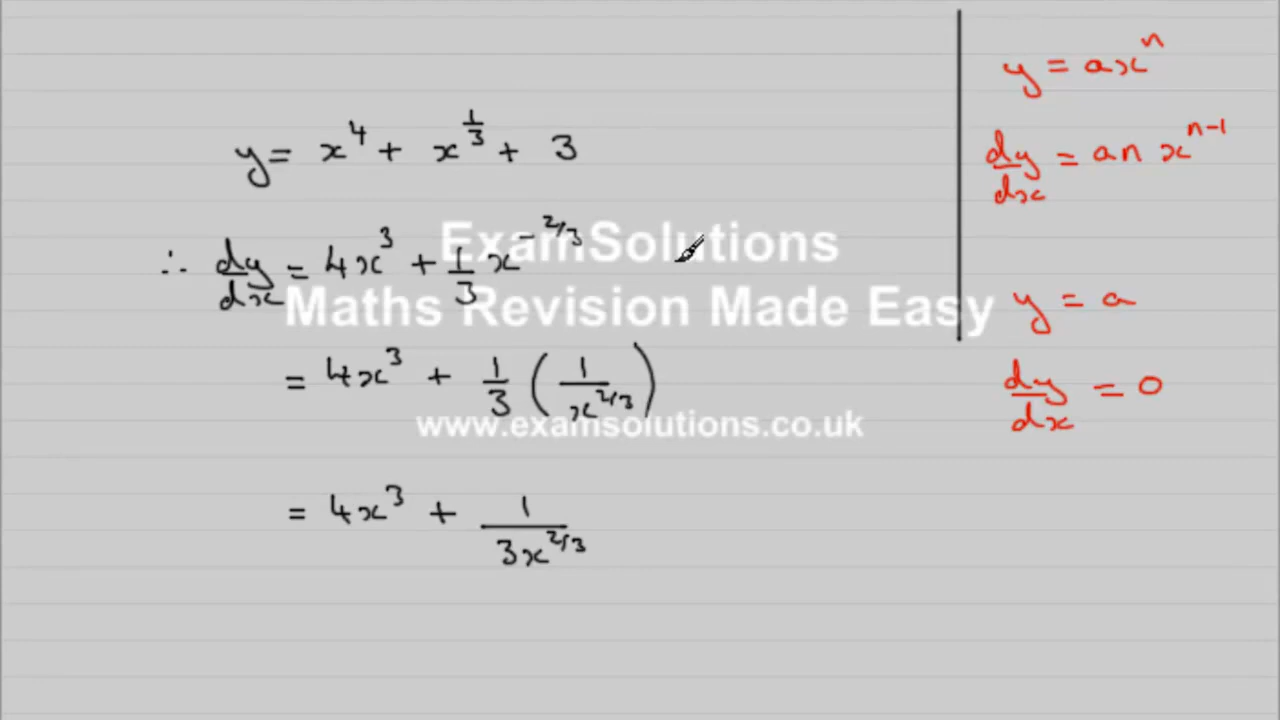 y = x^4 + x^{1/3} + 3
∴ dy/dx = 4x^3 + 1/3 x^{-2/3}
= 4x^3 + 1/3 (1/x^{2/3})
= 4x^3 + 1/(3x^{2/3})
y = ax^n
dy/dx = an x^{n-1}
y = a
dy/dx = 0
ExamSolutions
Maths Revision Made Easy
www.examsolutions.co.uk